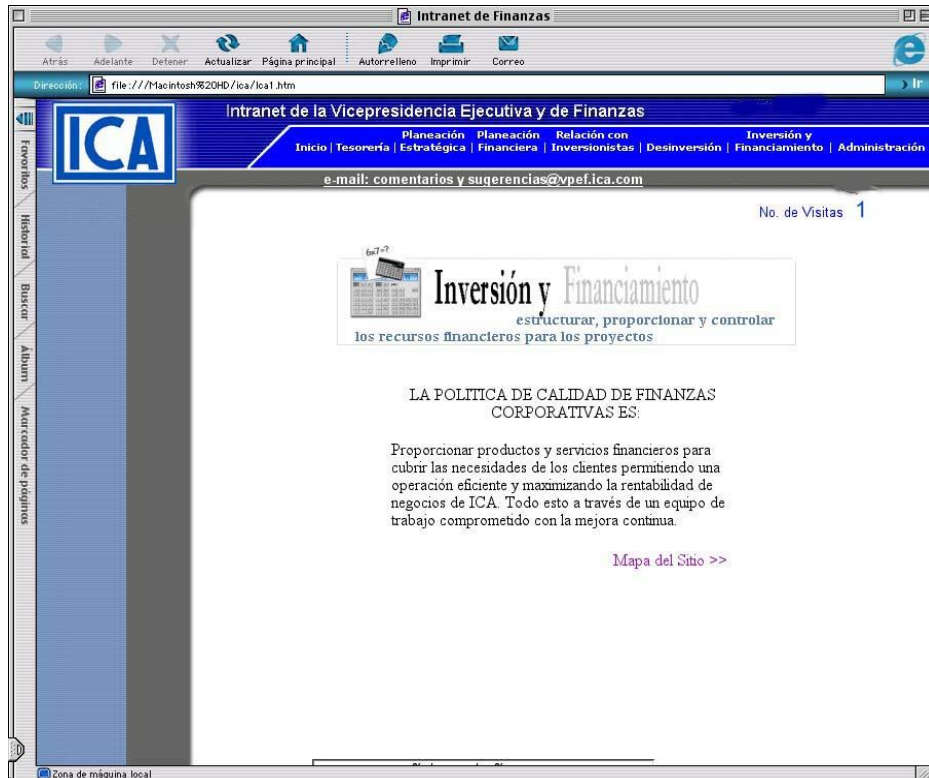 Intranet de Finanzas
Atrás Adelante Detener Actualizar Página principal Autorrelleno Imprimir Correo
Dirección: file:///Macintosh%20HD/ica/Ica1.htm Ir
Favoritos
Historial
Buscar
Álbum
Marcador de páginas
ICA
Intranet de la Vicepresidencia Ejecutiva y de Finanzas
Planeación Planeación Relación con Inversión y
Inicio | Tesorería | Estratégica | Financiera | Inversionistas | Desinversión | Financiamiento | Administración
e-mail: comentarios y sugerencias@vpef.ica.com
No. de Visitas 1
6x7=?
Inversión y Financiamiento
estructurar, proporcionar y controlar
los recursos financieros para los proyectos
LA POLITICA DE CALIDAD DE FINANZAS
CORPORATIVAS ES:
Proporcionar productos y servicios financieros para
cubrir las necesidades de los clientes permitiendo una
operación eficiente y maximizando la rentabilidad de
negocios de ICA. Todo esto a través de un equipo de
trabajo comprometido con la mejora continua.
Mapa del Sitio >>
Zona de máquina local